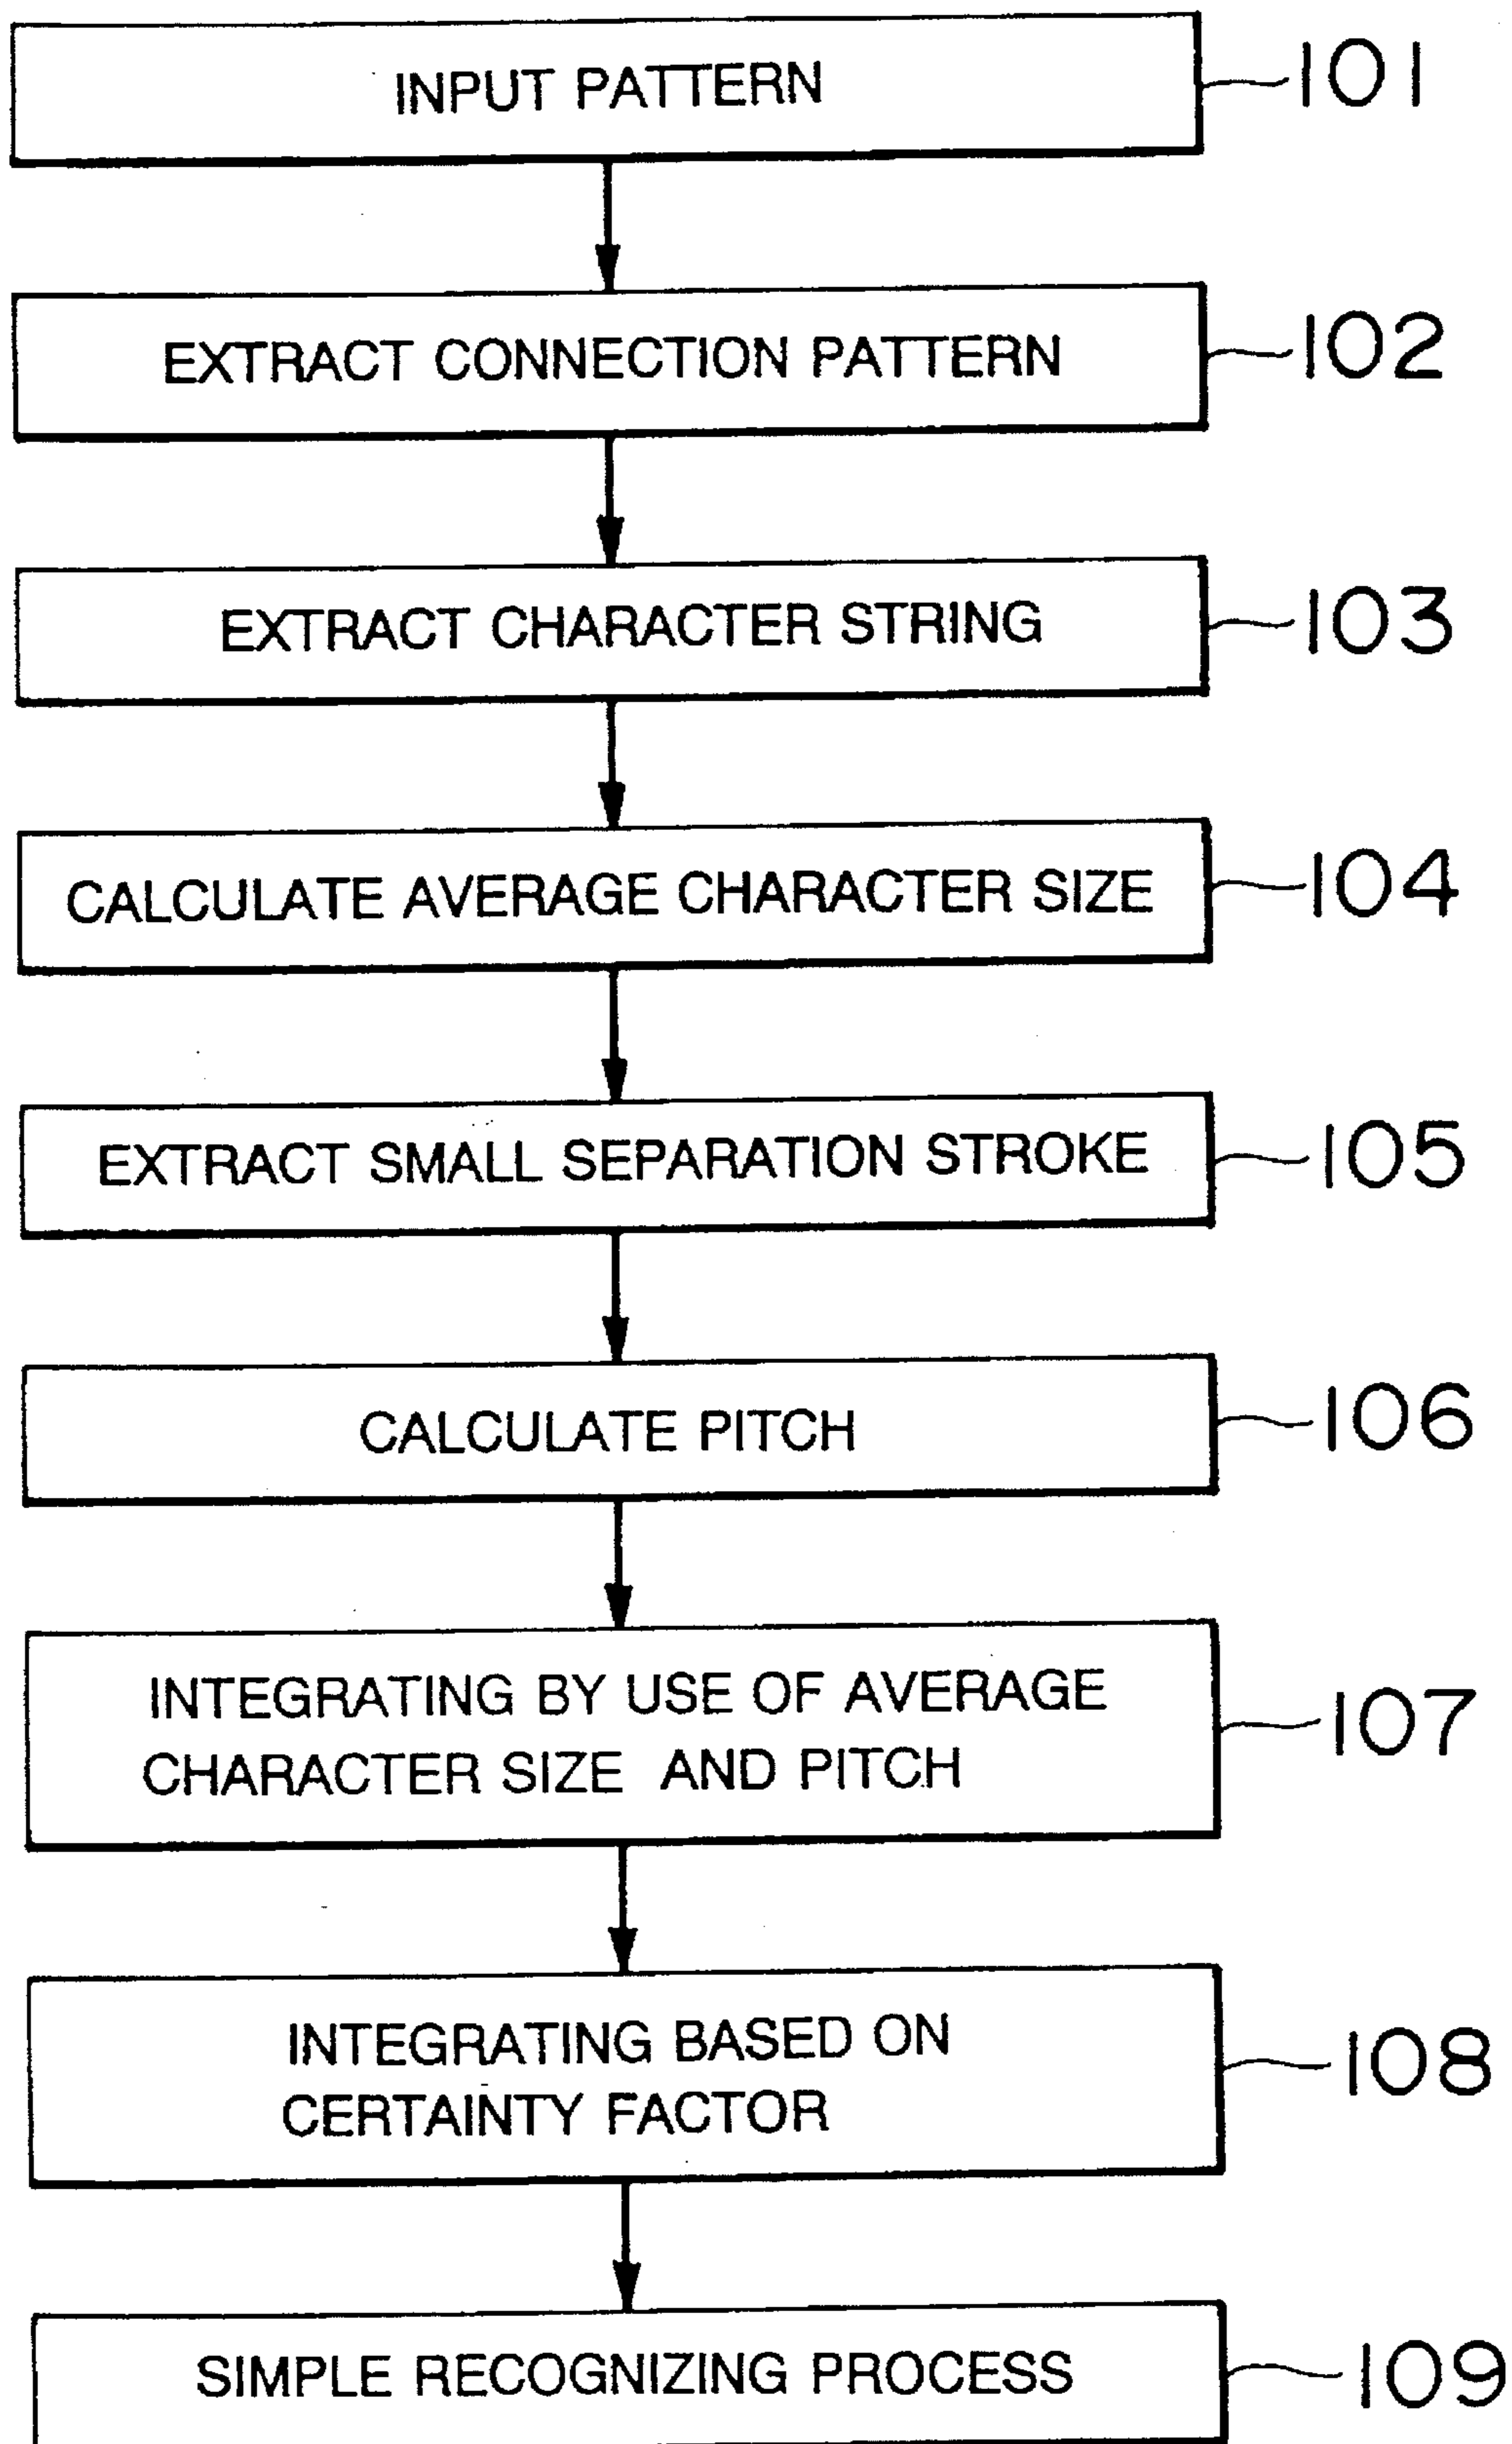 INPUT PATTERN
101
EXTRACT CONNECTION PATTERN
102
EXTRACT CHARACTER STRING
103
CALCULATE AVERAGE CHARACTER SIZE
104
EXTRACT SMALL SEPARATION STROKE
105
CALCULATE PITCH
106
INTEGRATING BY USE OF AVERAGE
CHARACTER SIZE AND PITCH
107
INTEGRATING BASED ON
CERTAINTY FACTOR
108
SIMPLE RECOGNIZING PROCESS
109